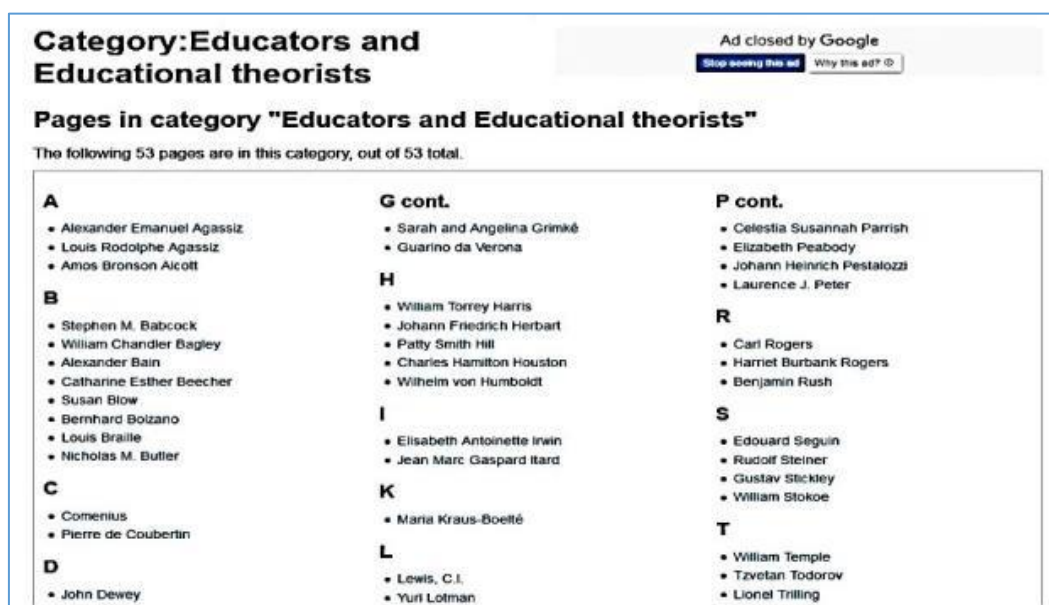 Category:Educators and
Educational theorists
Ad closed by Google
Stop seeing this ad
Why this ad?
Pages in category "Educators and Educational theorists"
The following 53 pages are in this category, out of 53 total.
A
Alexander Emanuel Agassiz
Louis Rodolphe Agassiz
Amos Bronson Alcott
B
Stephen M. Babcock
William Chandler Bagley
Alexander Bain
Catharine Esther Beecher
Susan Blow
Bernhard Bolzano
Louis Braille
Nicholas M. Butler
C
Comenius
Pierre de Coubertin
D
John Dewey
G cont.
Sarah and Angelina Grimké
Guarino da Verona
H
William Torrey Harris
Johann Friedrich Herbart
Patty Smith Hill
Charles Hamilton Houston
Wilhelm von Humboldt
I
Elisabeth Antoinette Irwin
Jean Marc Gaspard Itard
K
Maria Kraus-Boelté
L
Lewis, C.I.
Yuri Lotman
P cont.
Celestia Susannah Parrish
Elizabeth Peabody
Johann Heinrich Pestalozzi
Laurence J. Peter
R
Carl Rogers
Harriet Burbank Rogers
Benjamin Rush
S
Edouard Seguin
Rudolf Steiner
Gustav Stickley
William Stokoe
T
William Temple
Tzvetan Todorov
Lionel Trilling